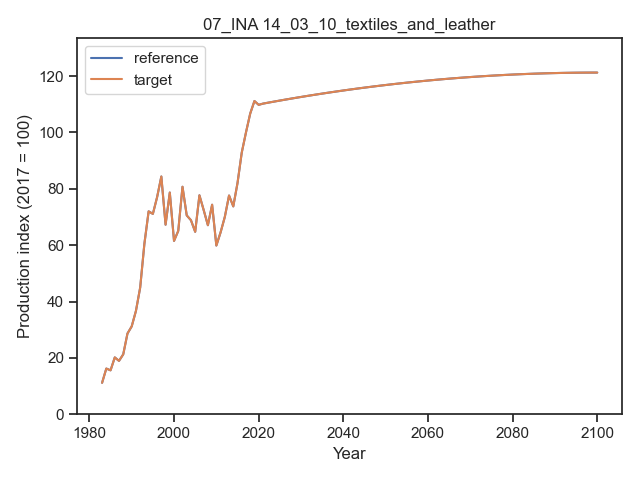 07_INA 14_03_10_textiles_and_leather
reference
target
Production index (2017 = 100)
120
100
80
60
40
20
0
1980
2000
2020
2040
2060
2080
2100
Year